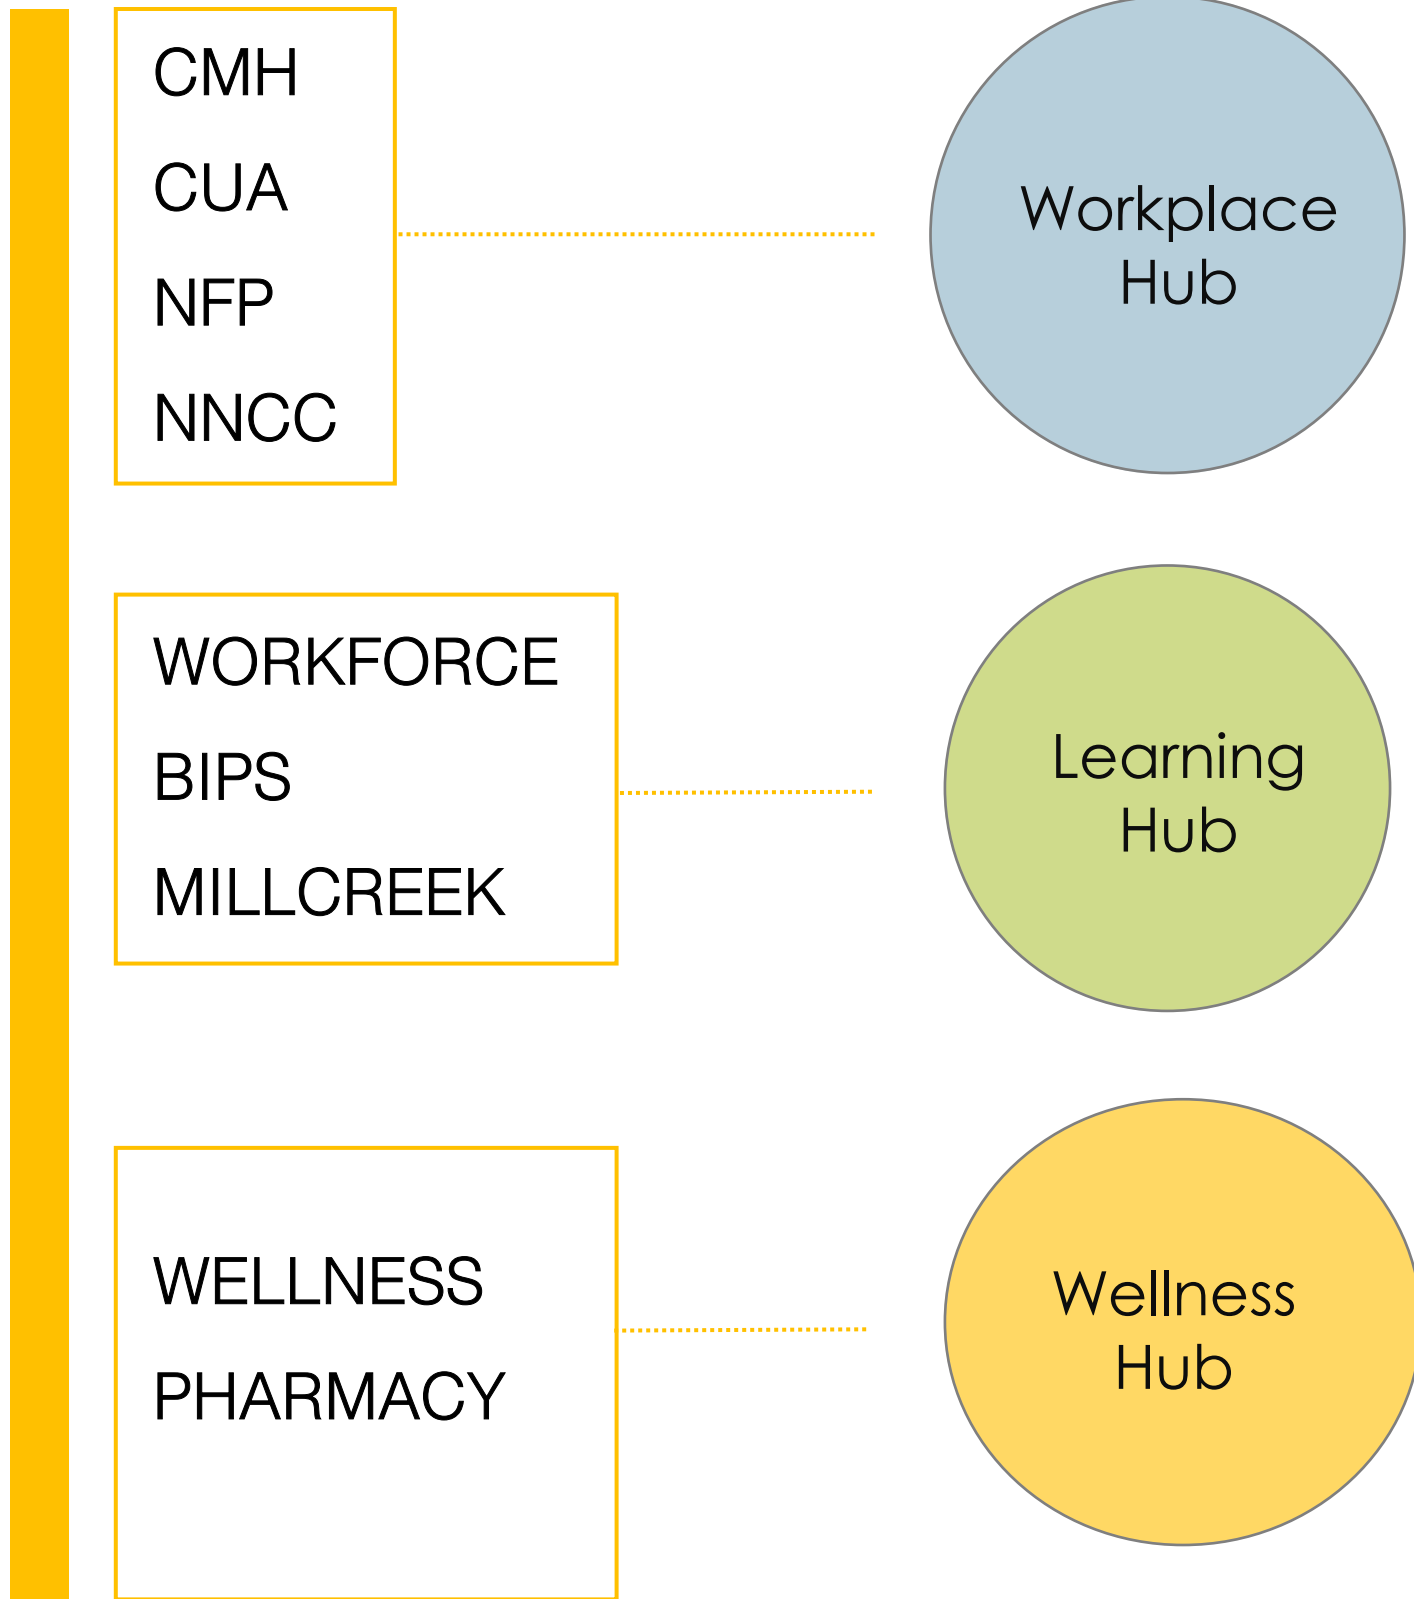 CMH
CUA
NFP
NNCC
Workplace
Hub
WORKFORCE
BIPS
MILLCREEK
Learning
Hub
WELLNESS
PHARMACY
Wellness
Hub